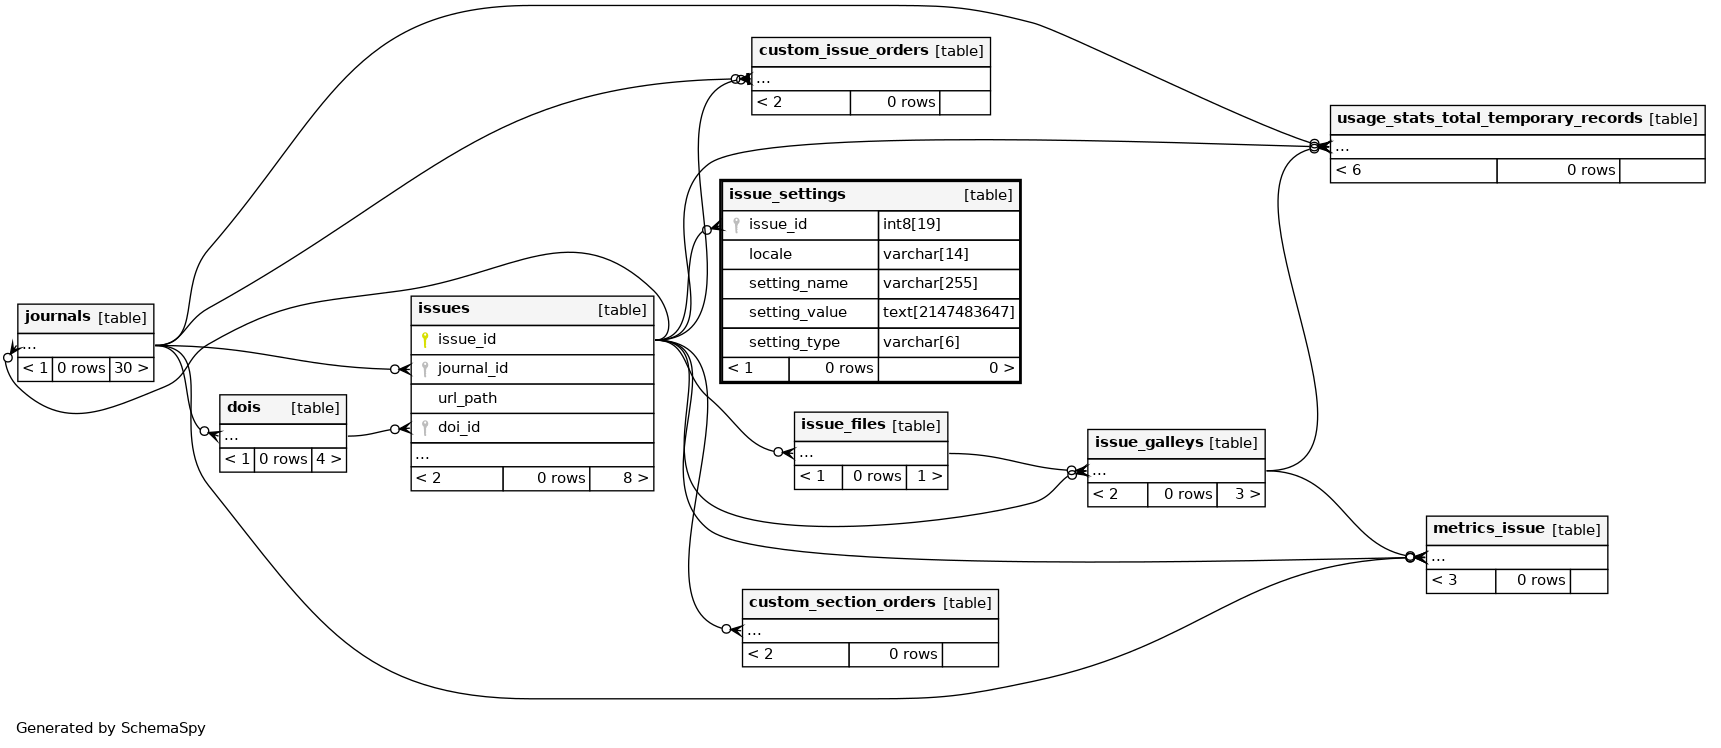 custom_issue_orders [table]
...
< 2 0 rows
usage_stats_total_temporary_records [table]
...
< 6 0 rows
issue_settings [table]
issue_id int8[19]
locale varchar[14]
setting_name varchar[255]
setting_value text[2147483647]
setting_type varchar[6]
< 1 0 rows 0 >
journals [table]
...
< 1 0 rows 30 >
issues [table]
issue_id
journal_id
url_path
doi_id
...
< 2 0 rows 8 >
dois [table]
...
< 1 0 rows 4 >
issue_files [table]
...
< 1 0 rows 1 >
issue_galleys [table]
...
< 2 0 rows 3 >
metrics_issue [table]
...
< 3 0 rows
custom_section_orders [table]
...
< 2 0 rows
Generated by SchemaSpy